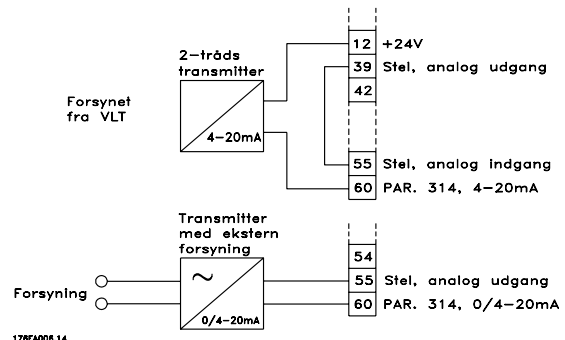 2-tråds
transmitter
Forsynet
fra VLT
4-20mA
12 +24V
39 Stel, analog udgang
42
55 Stel, analog indgang
60 PAR. 314, 4-20mA
Transmitter
med ekstern
forsyning
Forsyning
~
0/4-20mA
54
55 Stel, analog udgang
60 PAR. 314, 0/4-20mA
176FA006.14